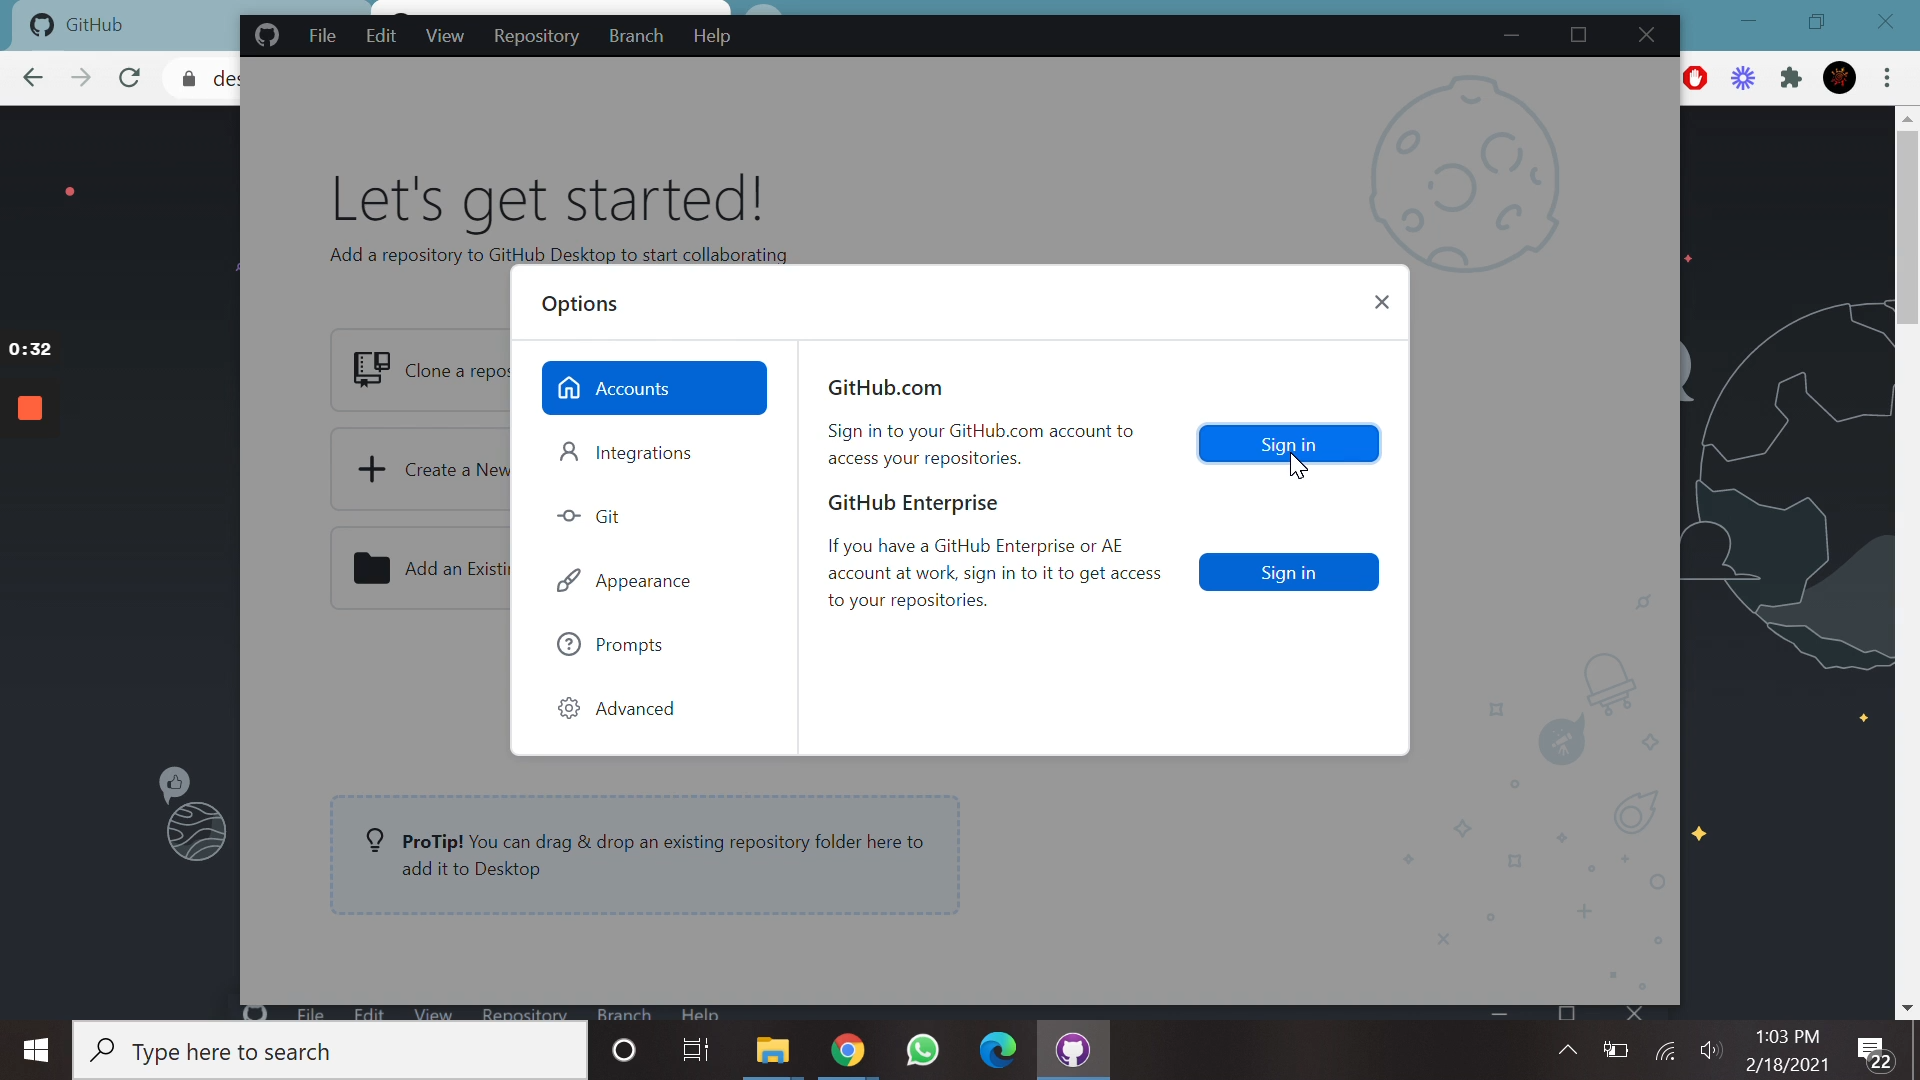 GitHub
File Edit View Repository Branch Help
des
Let's get started!
Add a repository to GitHub Desktop to start collaborating
Options
0:32
Clone a repos
Accounts
GitHub.com
Sign in to your GitHub.com account to
access your repositories.
Sign in
Create a New
Integrations
Git
GitHub Enterprise
If you have a GitHub Enterprise or AE
account at work, sign in to it to get access
to your repositories.
Sign in
Add an Existi
Appearance
Prompts
Advanced
ProTip! You can drag & drop an existing repository folder here to
add it to Desktop
File Edit View Repository Branch Help
Type here to search
1:03 PM
2/18/2021
22